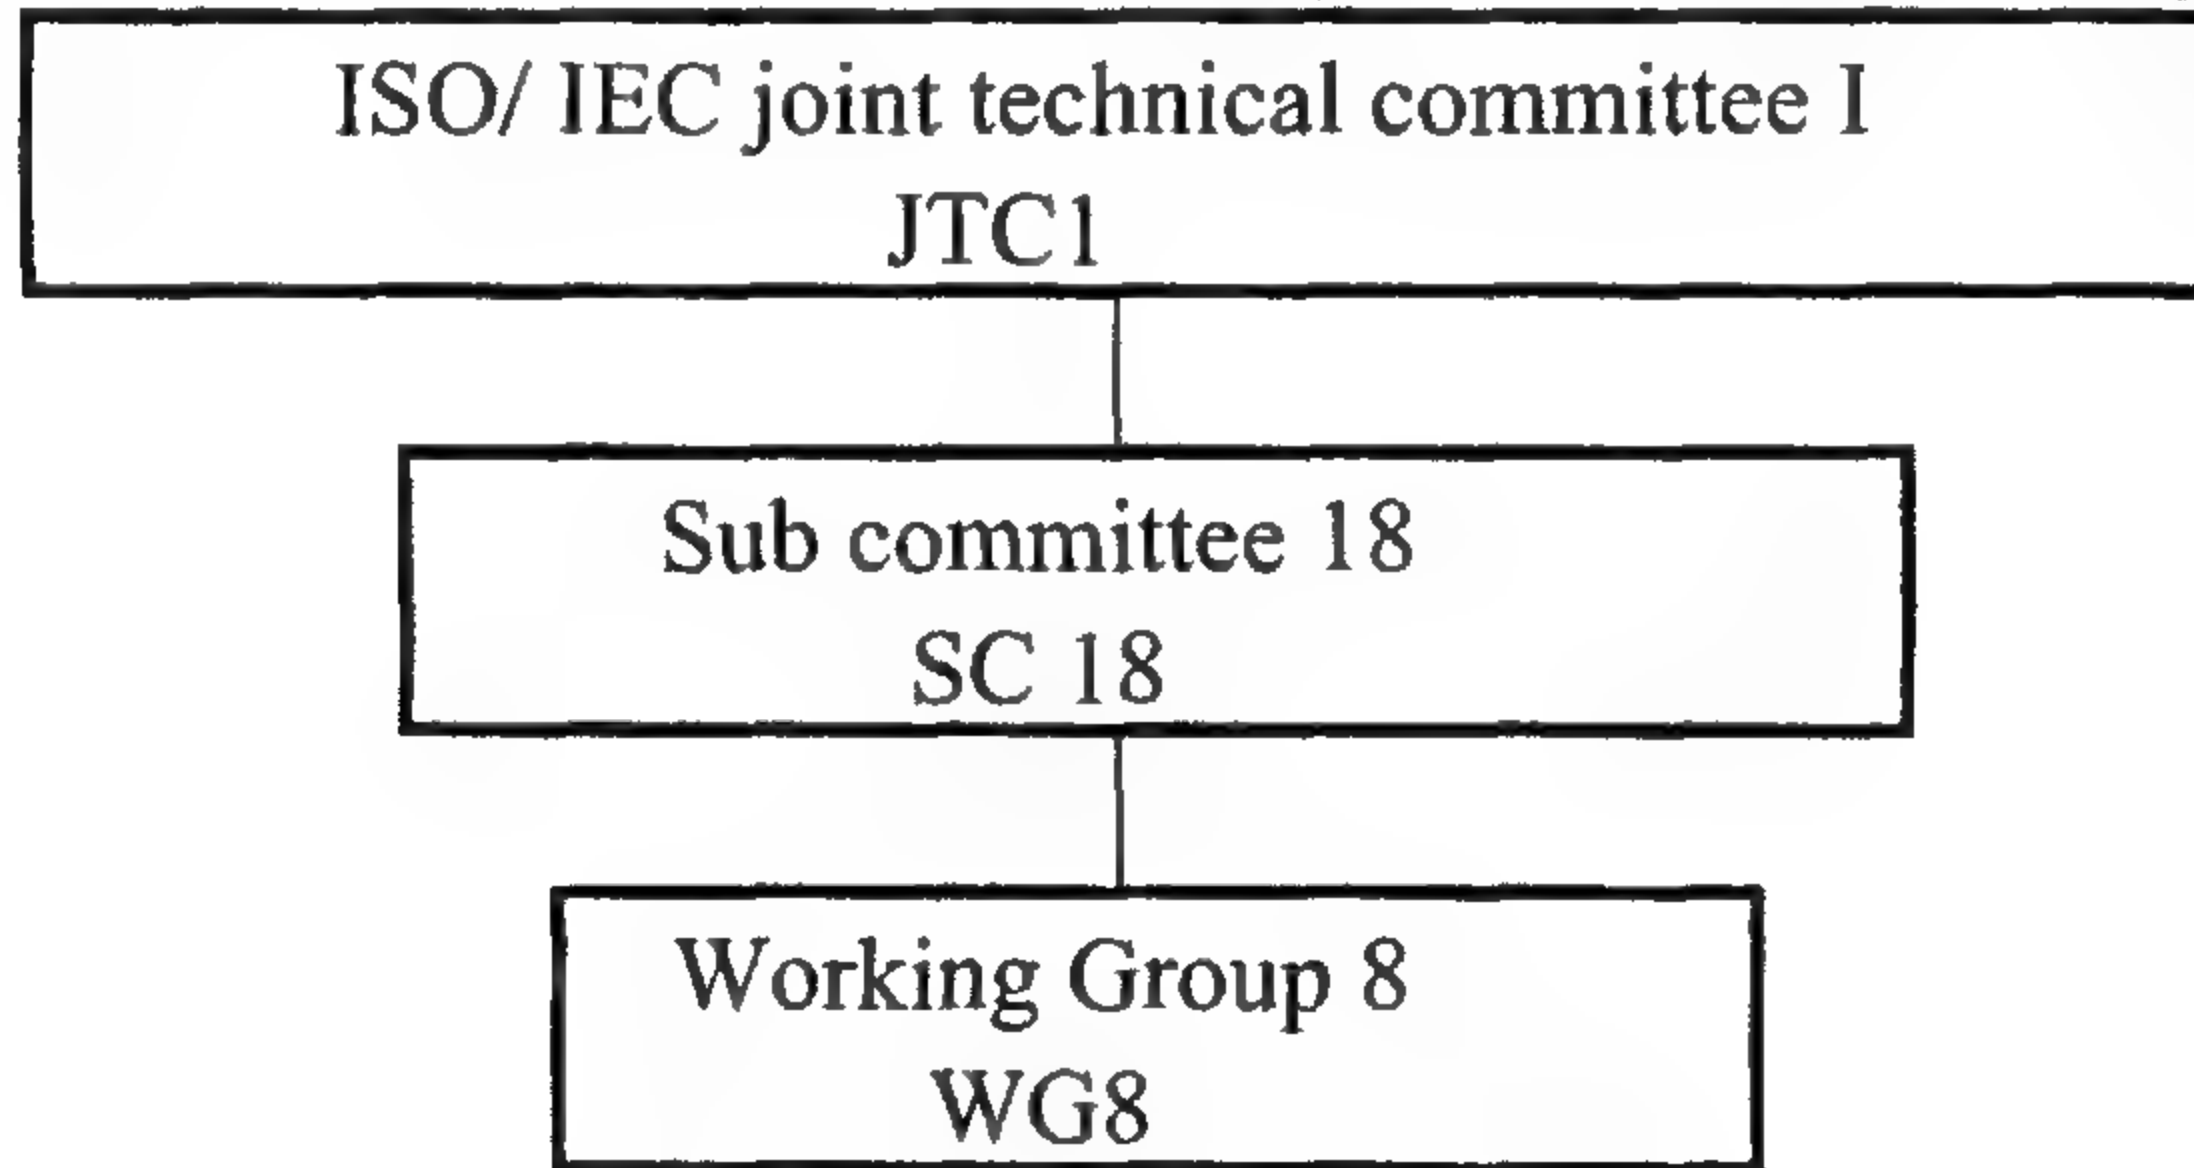 ISO/ IEC joint technical committee I
JTC1
Sub committee 18
SC 18
Working Group 8
WG8